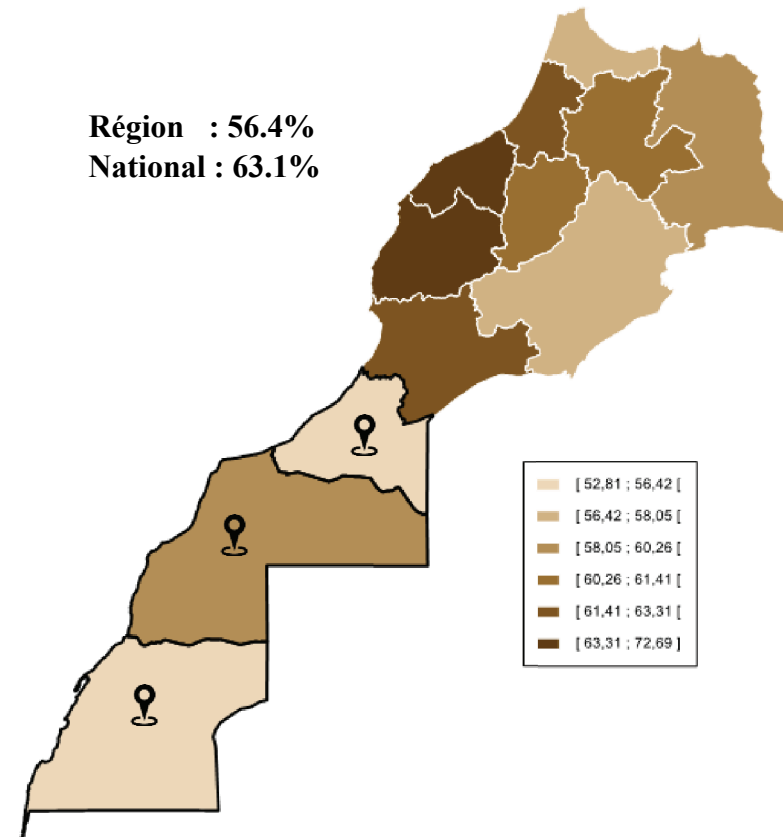 Région : 56.4%
National : 63.1%
[ 52,81 ; 56,42 [
[ 56,42 ; 58,05 [
[ 58,05 ; 60,26 [
[ 60,26 ; 61,41 [
[ 61,41 ; 63,31 [
[ 63,31 ; 72,69 ]